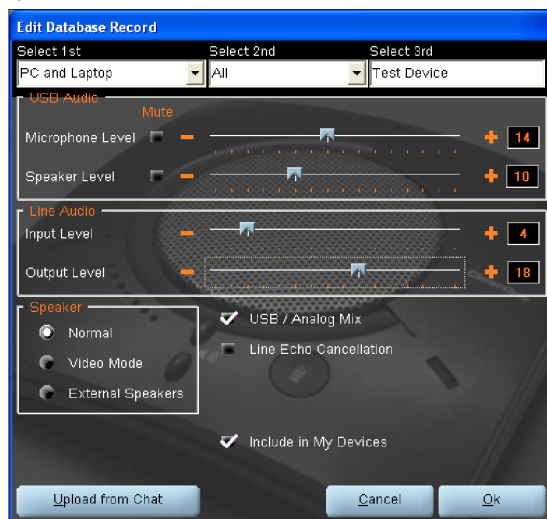 Edit Database Record
Select 1st Select 2nd Select 3rd
PC and Laptop All Test Device
USB Audio
Mute
Microphone Level 14
Speaker Level 10
Line Audio
Input Level 4
Output Level 18
Speaker
Normal
Video Mode
External Speakers
USB / Analog Mix
Line Echo Cancellation
Include in My Devices
Upload from Chat Cancel Ok